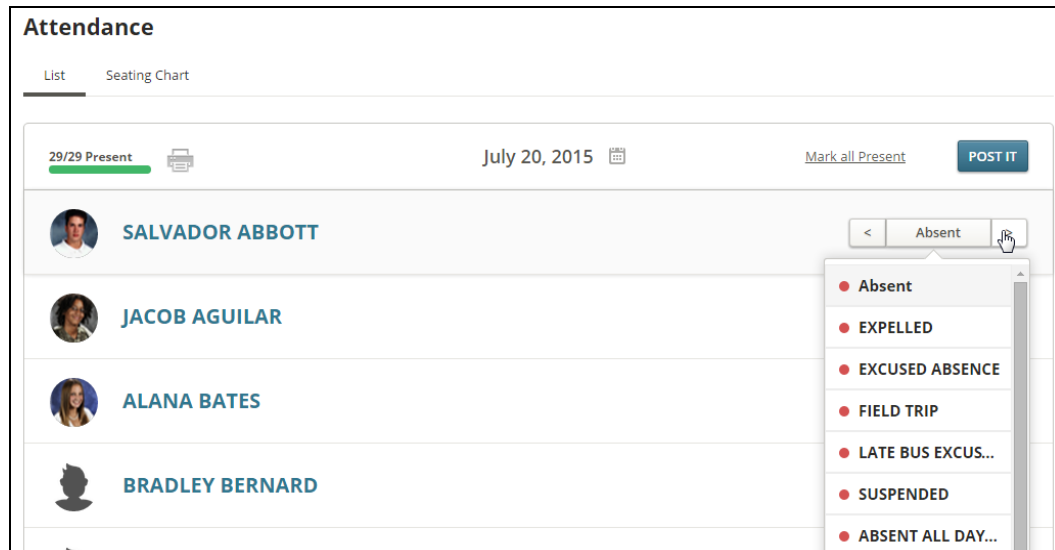 Attendance
List Seating Chart
29/29 Present July 20, 2015 Mark all Present POST IT
SALVADOR ABBOTT < Absent >
Absent
JACOB AGUILAR
EXPELLED
EXCUSED ABSENCE
ALANA BATES
FIELD TRIP
LATE BUS EXCUS...
BRADLEY BERNARD
SUSPENDED
ABSENT ALL DAY...